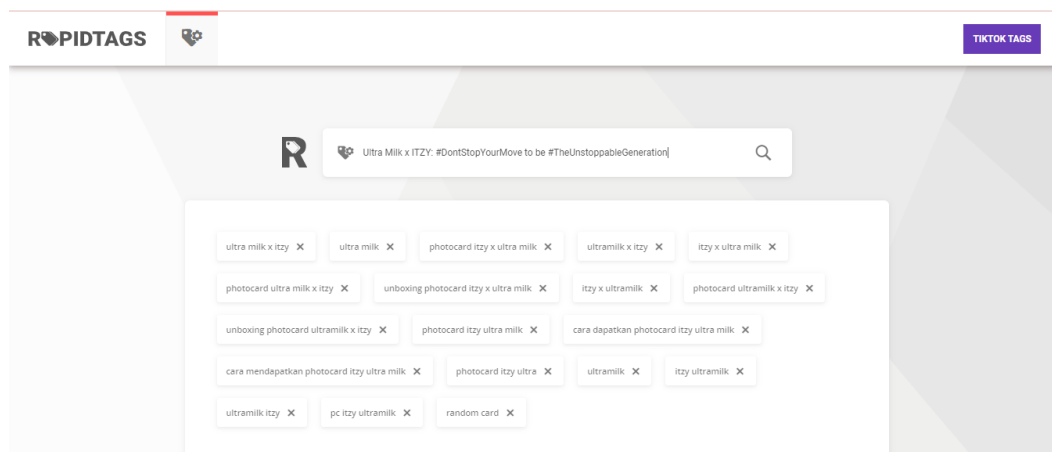 RAPIDTAGS
TIKTOK TAGS
R
Ultra Milk x ITZY: #DontStopYourMove to be #TheUnstoppableGeneration
ultra milk x itzy ✕ ultra milk ✕ photocard itzy x ultra milk ✕ ultramilk x itzy ✕ itzy x ultra milk ✕
photocard ultra milk x itzy ✕ unboxing photocard itzy x ultra milk ✕ itzy x ultramilk ✕ photocard ultramilk x itzy ✕
unboxing photocard ultramilk x itzy ✕ photocard itzy ultra milk ✕ cara dapatkan photocard itzy ultra milk ✕
cara mendapatkan photocard itzy ultra milk ✕ photocard itzy ultra ✕ ultramilk ✕ itzy ultramilk ✕
ultramilk itzy ✕ pc itzy ultramilk ✕ random card ✕